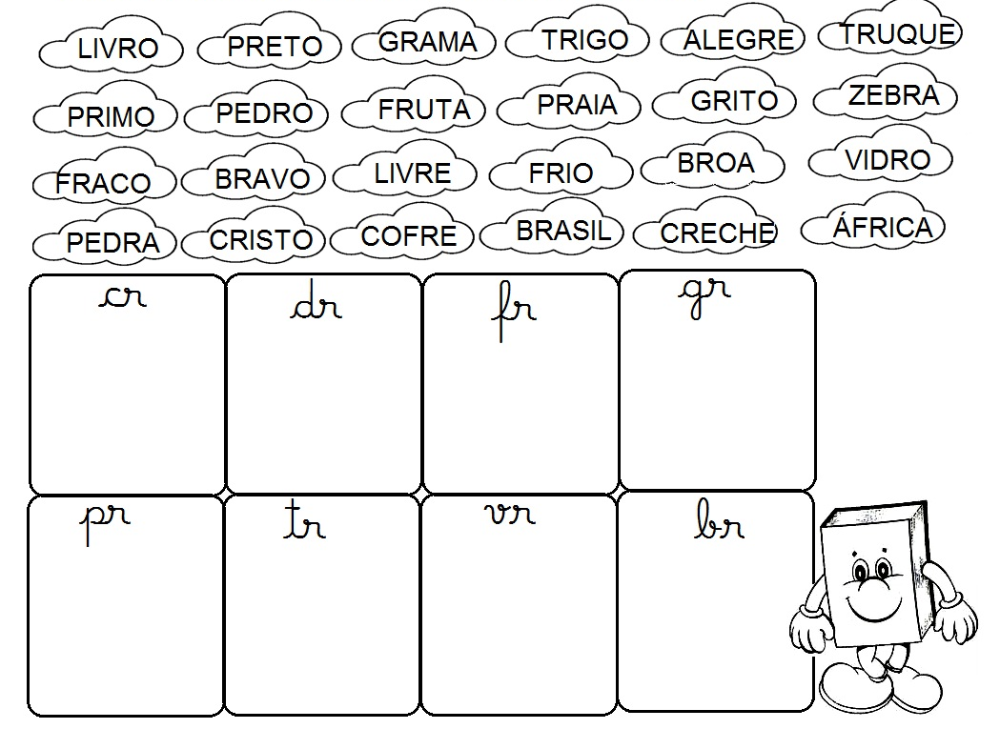 LIVRO PRETO GRAMA TRIGO ALEGRE TRUQUE
PRIMO PEDRO FRUTA PRAIA GRITO ZEBRA
FRACO BRAVO LIVRE FRIO BROA VIDRO
PEDRA CRISTO COFRE BRASIL CRECHE ÁFRICA
cr dr fr gr
pr tr vr br